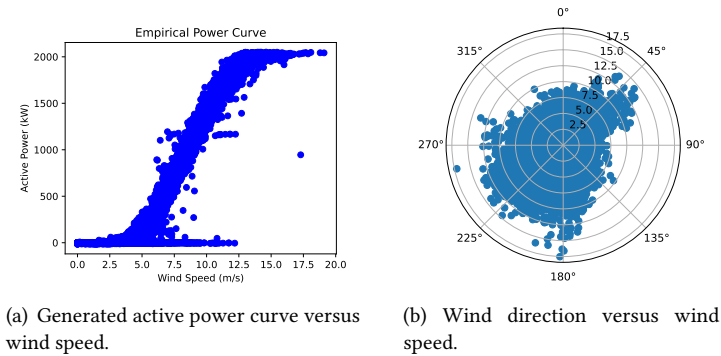 Empirical Power Curve
Active Power (kW)
2000
1500
1000
500
0
0.0 2.5 5.0 7.5 10.0 12.5 15.0 17.5 20.0
Wind Speed (m/s)
0°
315°
45°
17.5
15.0
12.5
10.0
7.5
5.0
2.5
270°
90°
225°
135°
180°
(a) Generated active power curve versus
wind speed.
(b) Wind direction versus wind
speed.